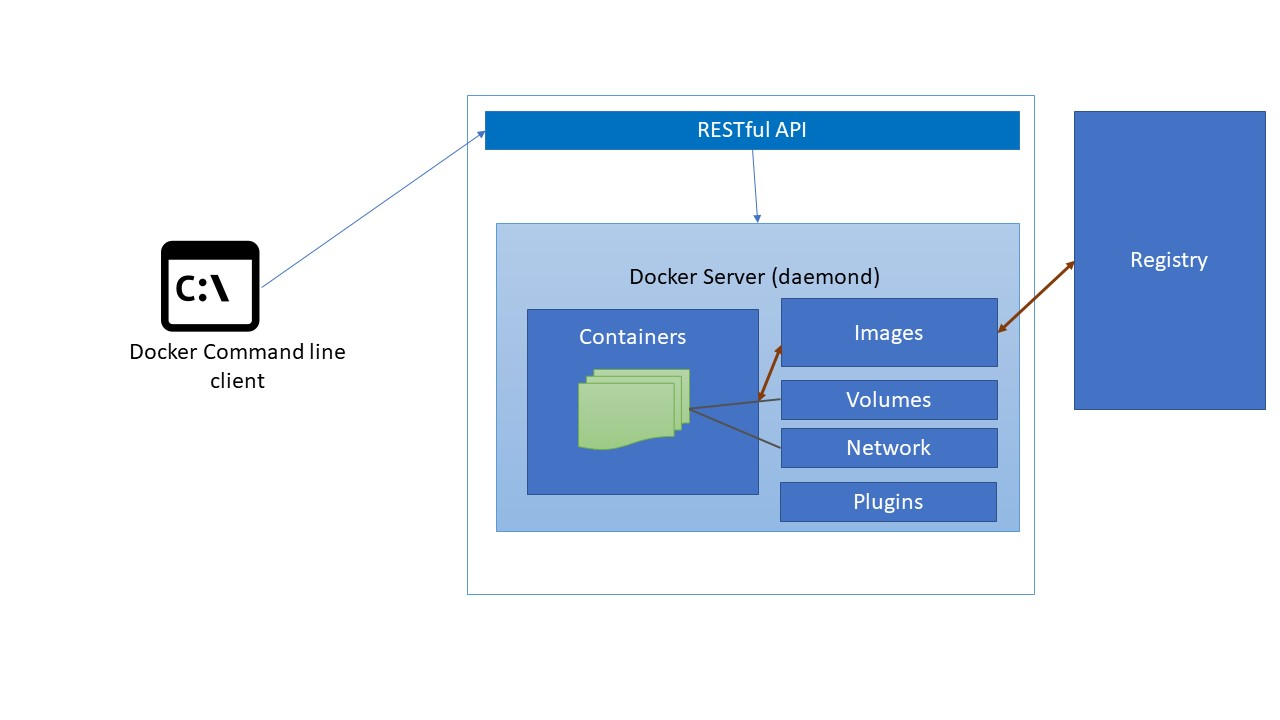 RESTful API
Docker Server (daemond)
Containers
Images
Volumes
Network
Plugins
Registry
C:\
Docker Command line
client